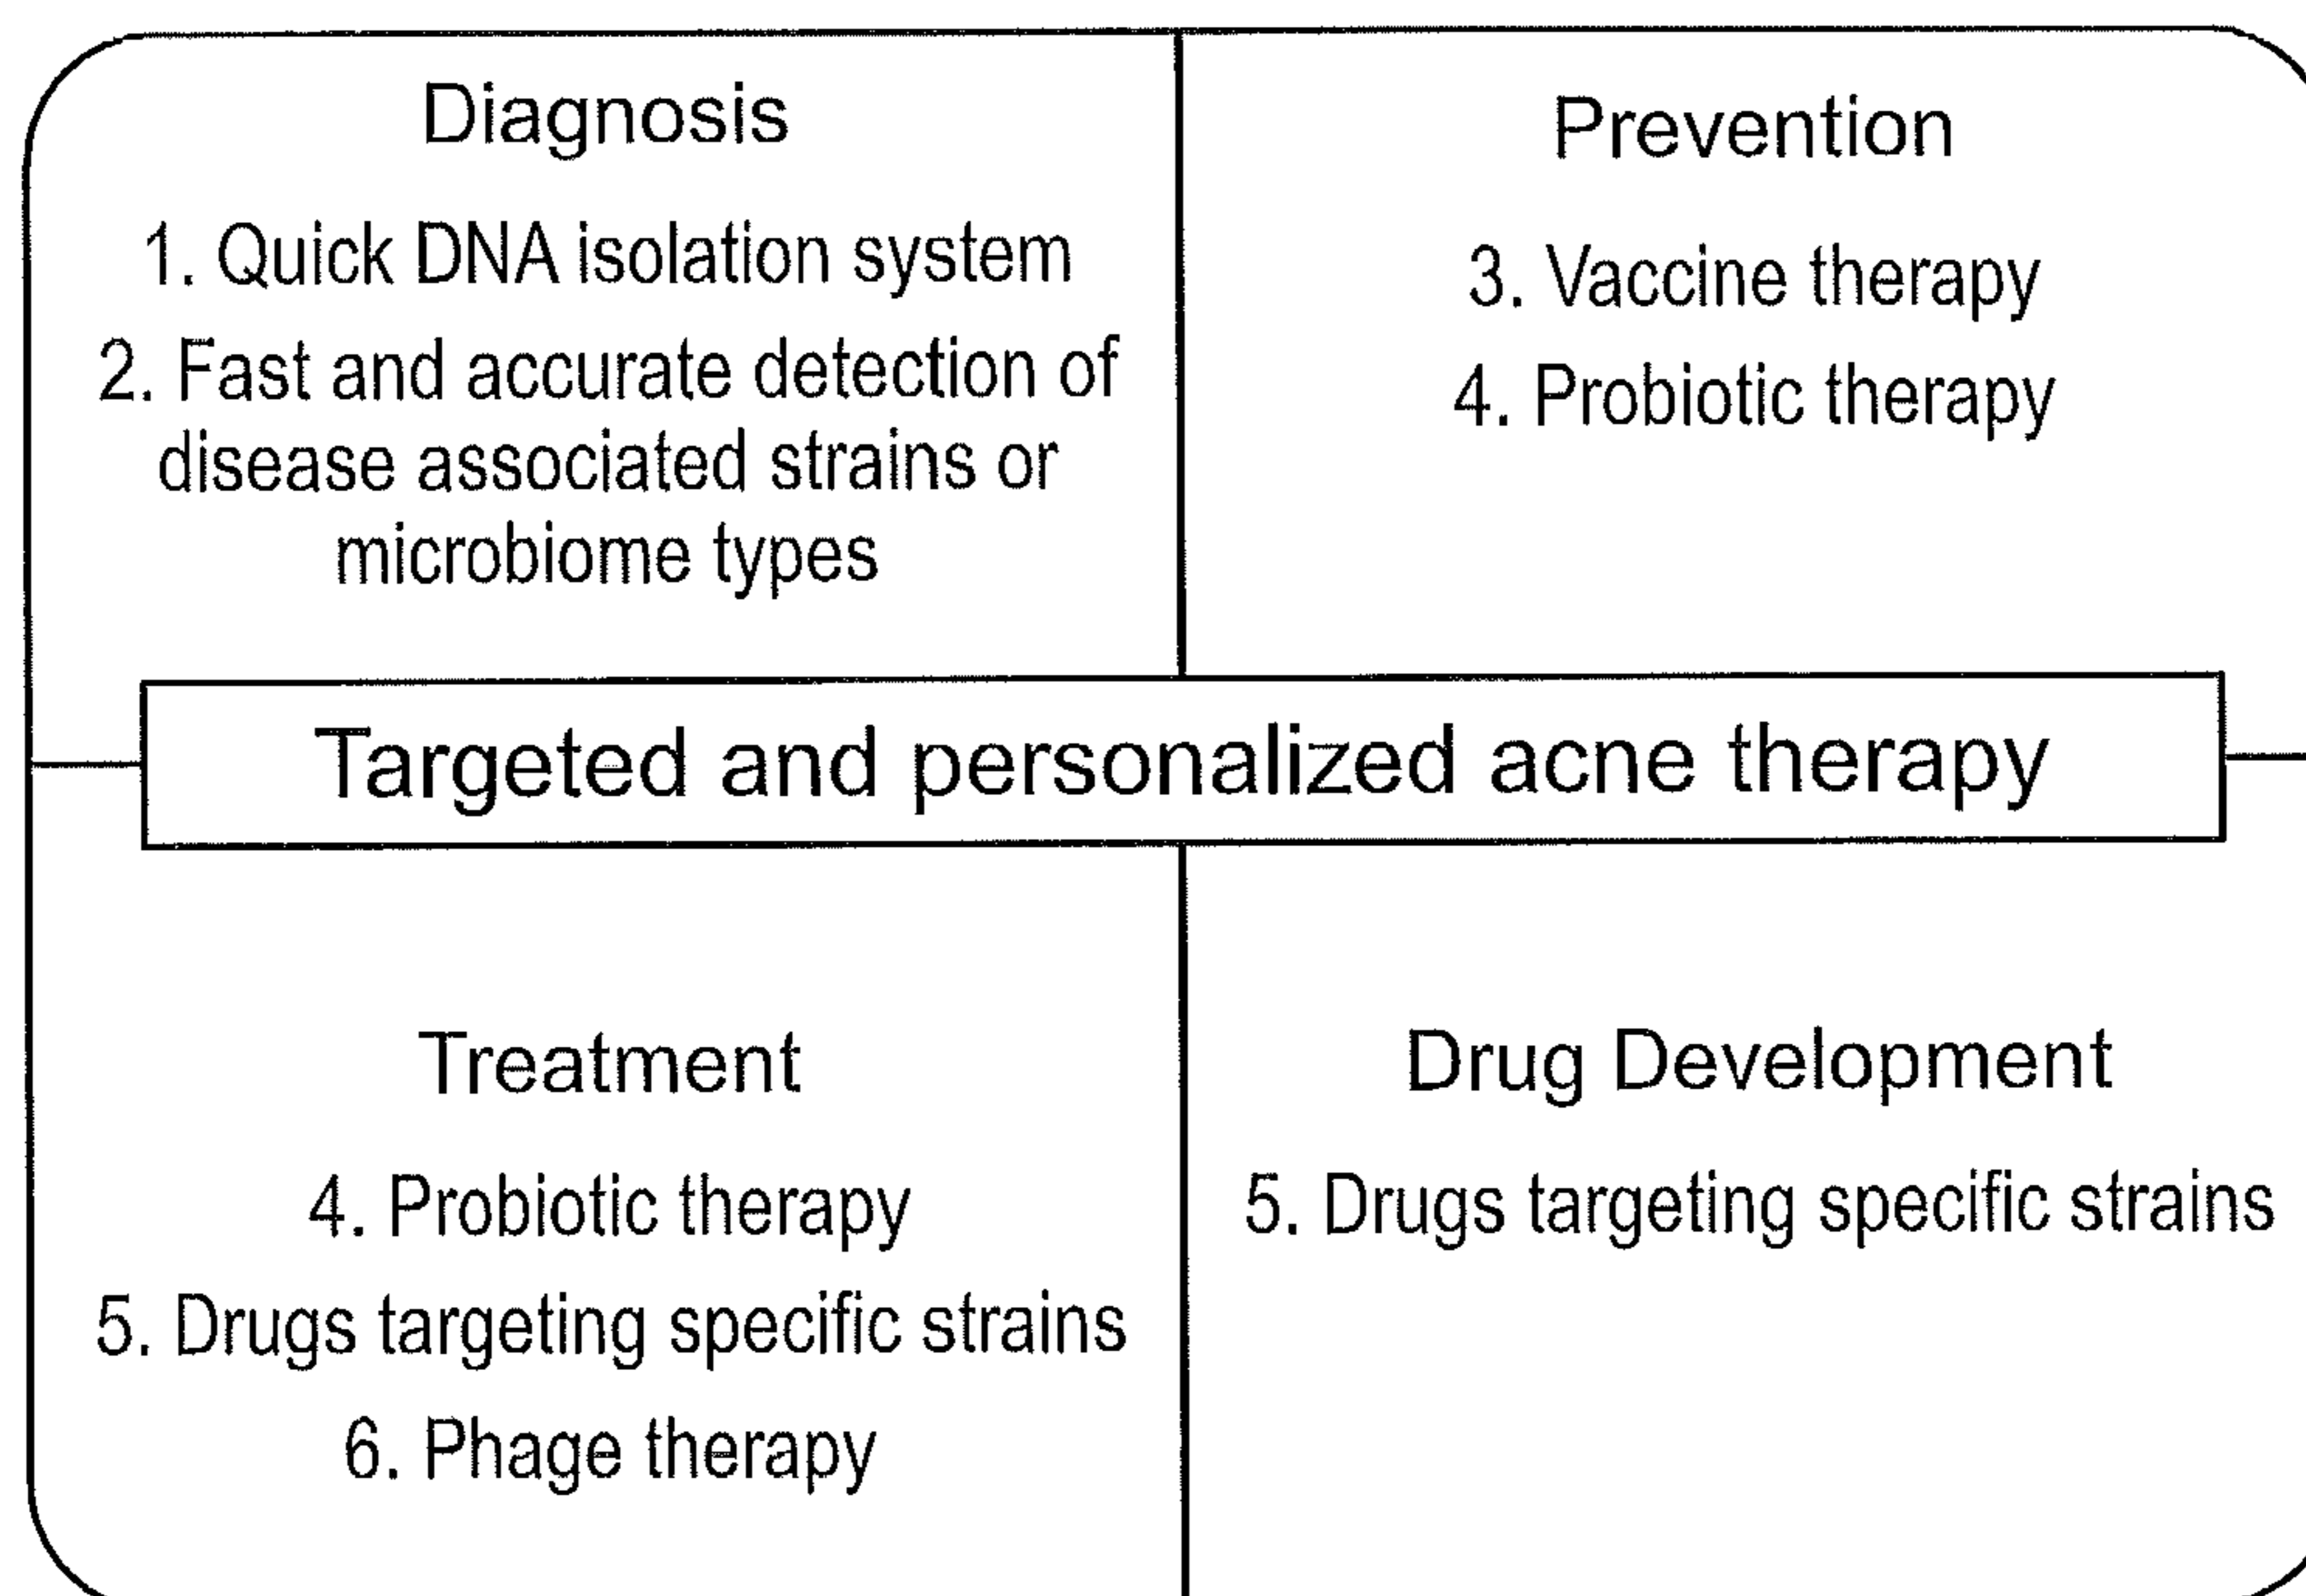 Diagnosis
1. Quick DNA isolation system
2. Fast and accurate detection of
disease associated strains or
microbiome types
Prevention
3. Vaccine therapy
4. Probiotic therapy
Targeted and personalized acne therapy
Treatment
4. Probiotic therapy
5. Drugs targeting specific strains
6. Phage therapy
Drug Development
5. Drugs targeting specific strains